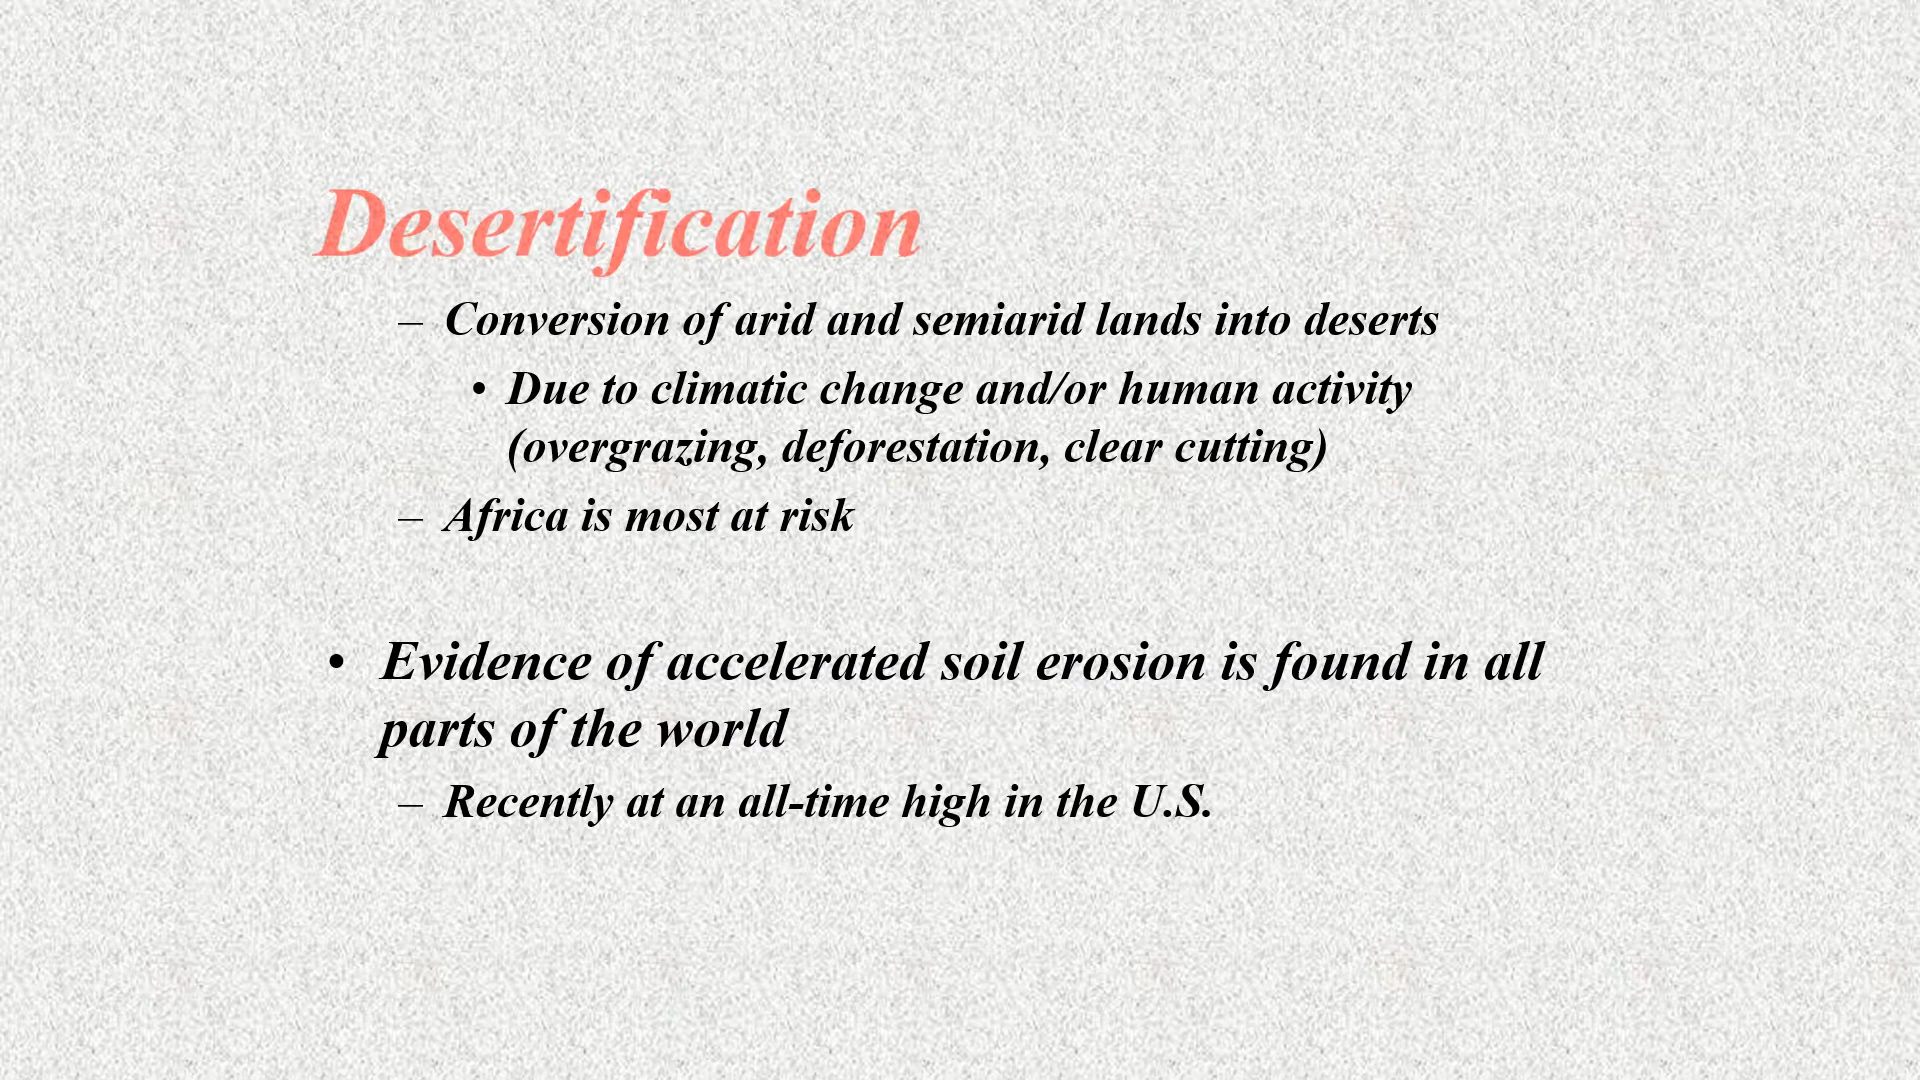 Desertification
– Conversion of arid and semiarid lands into deserts
• Due to climatic change and/or human activity
(overgrazing, deforestation, clear cutting)
– Africa is most at risk
• Evidence of accelerated soil erosion is found in all
parts of the world
– Recently at an all-time high in the U.S.